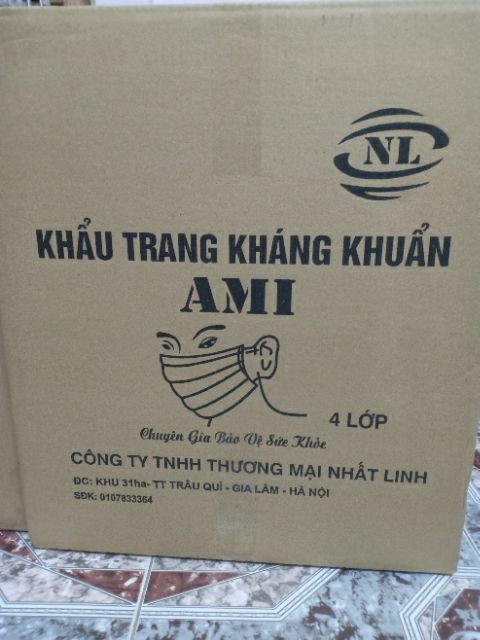 NL
KHẨU TRANG KHÁNG KHUẨN
AMI
4 LỚP
Chuyên Gia Bảo Vệ Sức Khỏe
CÔNG TY TNHH THƯƠNG MẠI NHẤT LINH
ĐC: KHU 31ha- TT TRÂU QUÌ - GIA LÂM - HÀ NỘI
SĐK: 0107833364